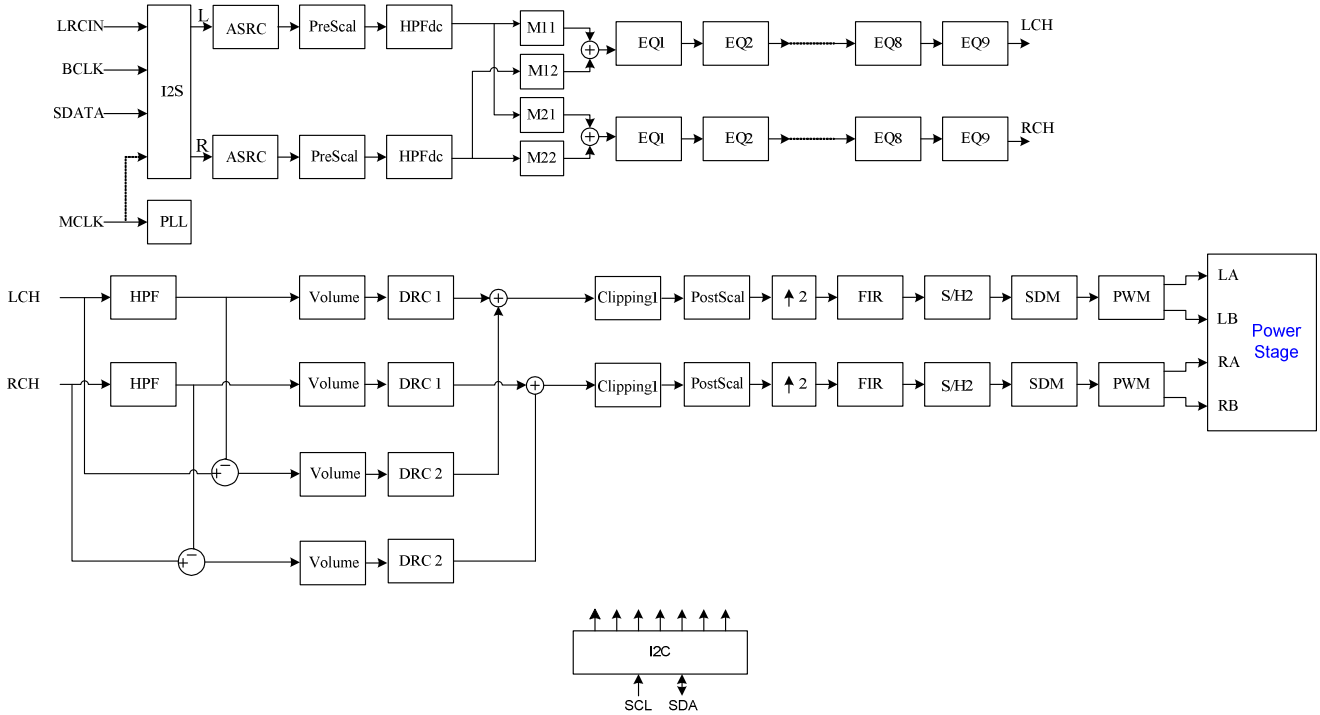 LRCIN
BCLK
SDATA
MCLK
I2S
PLL
L
ASRC
PreScal
HPFdc
M11
M12
EQ1
EQ2
EQ8
EQ9
LCH
R
ASRC
PreScal
HPFdc
M21
M22
EQ1
EQ2
EQ8
EQ9
RCH
LCH
HPF
Volume
DRC 1
+
Clipping1
PostScal
2
FIR
S/H2
SDM
PWM
LA
LB
RCH
HPF
Volume
DRC 1
+
Clipping1
PostScal
2
FIR
S/H2
SDM
PWM
RA
RB
Power
Stage
+ −
Volume
DRC 2
+ −
Volume
DRC 2
I2C
SCL
SDA